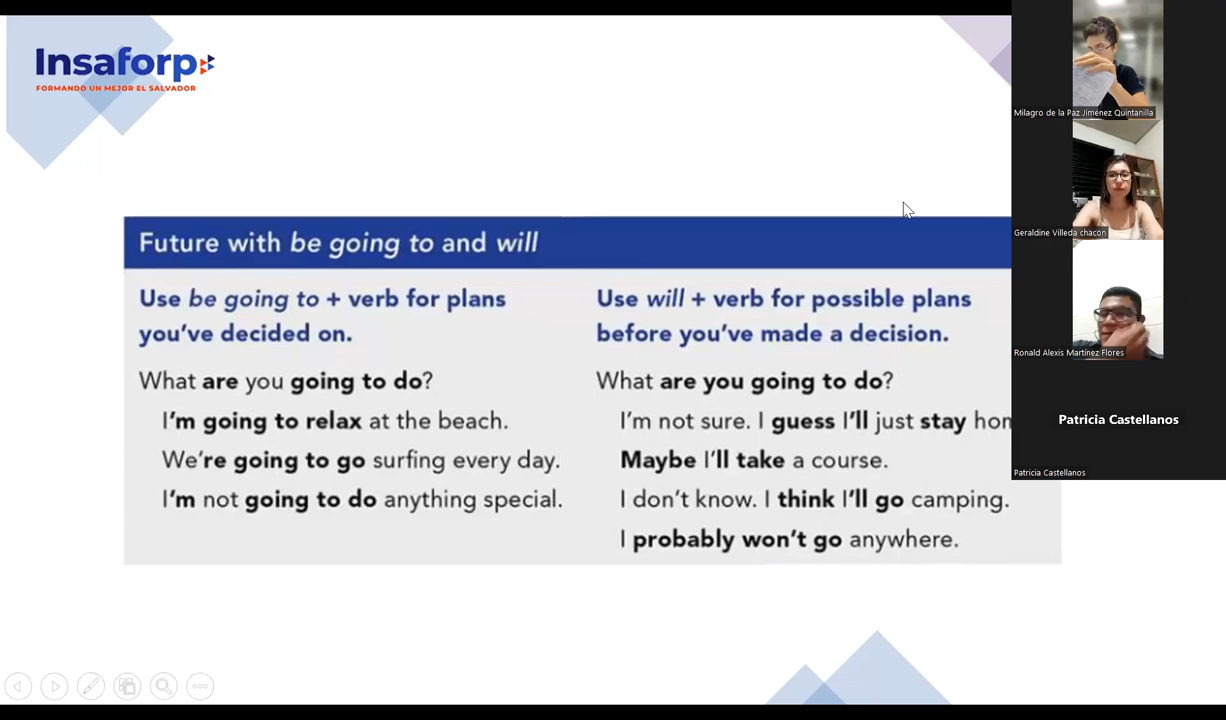 Insaforp
FORMANDO UN MEJOR EL SALVADOR
Future with be going to and will
Use be going to + verb for plans
you've decided on.
What are you going to do?
I'm going to relax at the beach.
We're going to go surfing every day.
I'm not going to do anything special.
Use will + verb for possible plans
before you've made a decision.
What are you going to do?
I'm not sure. I guess I'll just stay
Maybe I'll take a course.
I don't know. I think I'll go camping.
I probably won't go anywhere.
Milagro de la Paz Jiménez Quintanilla
Geraldine Villeda chacon
Ronald Alexis Martínez Flores
Patricia Castellanos
Patricia Castellanos